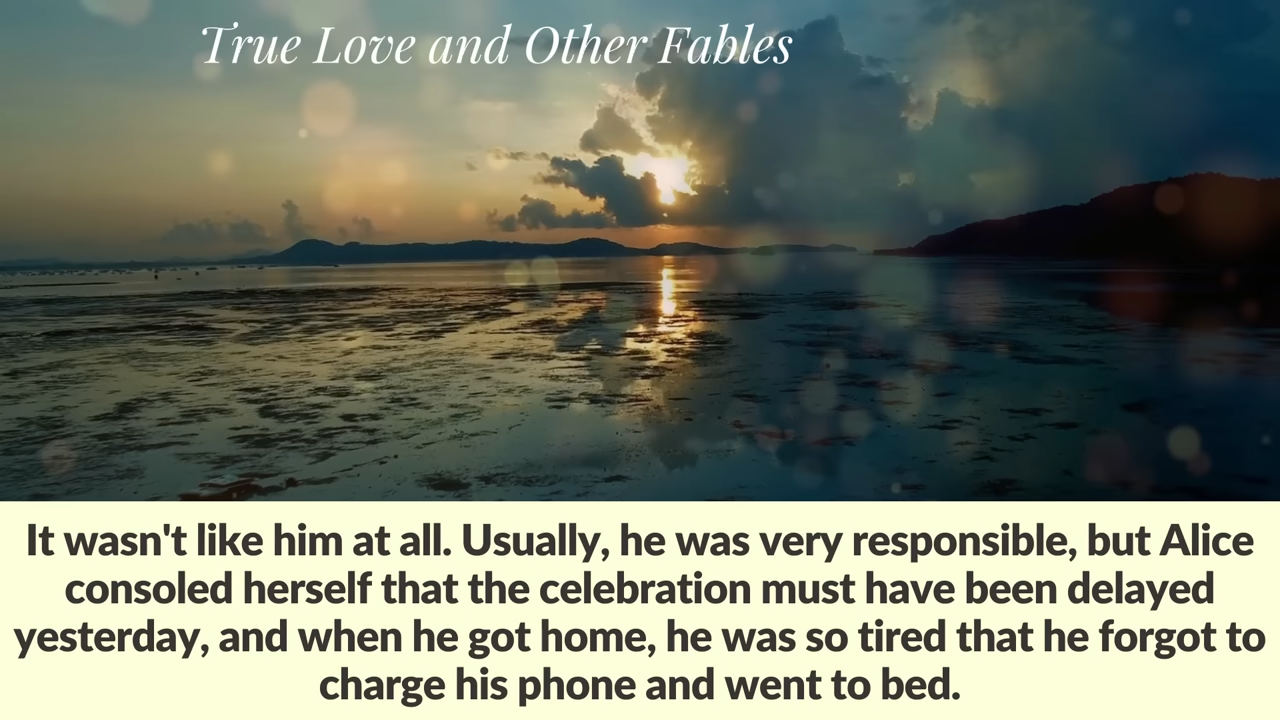 True Love and Other Fables
It wasn't like him at all. Usually, he was very responsible, but Alice
consoled herself that the celebration must have been delayed
yesterday, and when he got home, he was so tired that he forgot to
charge his phone and went to bed.